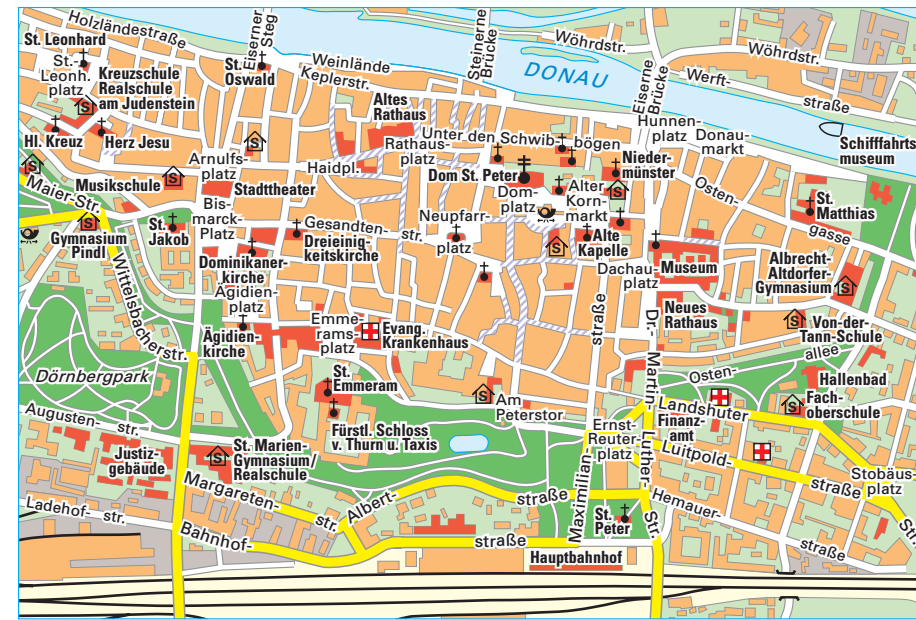 Holzländestraße
St. Leonhard
St.-
Leonh.
platz
Kreuzschule
Realschule
am Judenstein
Hl. Kreuz
Herz Jesu
Eiserner
Steg
St.
Oswald
Weinlände
Keplerstr.
Steinerne
Brücke
DONAU
Wöhrdstr.
Wöhrdstr.
Werft-
straße
Eiserne
Brücke
Hunnen-
platz
Donau-
markt
Schifffahrts-
museum
Altes
Rathaus
Rathaus-
platz
Unter den Schwib-
bögen
Haidpl.
Arnulfs-
platz
Musikschule
Stadttheater
Bis-
marck-
Platz
Dom St. Peter
Dom-
platz
Alter
Korn-
markt
Nieder-
münster
Osten-
gasse
St.
Matthias
Maier-Str.
Gymnasium
Pindl
St.
Jakob
Gesandten-
str.
Dreieinig-
keitskirche
Neupfarr-
platz
Alte
Kapelle
Dachau-
platz
Museum
Albrecht-
Altdorfer-
Gymnasium
Dominikaner-
kirche
Ägidien-
platz
Wittelsbacherstr.
Ägidien-
kirche
Emme-
rams-
platz
Evang.
Krankenhaus
Neues
Rathaus
Von-der-
Tann-Schule
Osten-
allee
Dörnbergpark
St.
Emmeram
Am
Peterstor
Hallenbad
Fach-
oberschule
Landshuter
Straße
Finanz-
amt
Augusten-
str.
Justiz-
gebäude
St. Marien-
Gymnasium/
Realschule
Fürstl. Schloss
v. Thurn u. Taxis
Ernst-
Reuter-
platz
Luitpold-
straße
Stobäus-
platz
Str.
Maximilian-
straße
Dr.-Martin-
Luther-
Str.
Ladehof- str.
Margareten-
str.
Albert-
straße
Hemauer-
straße
St.
Peter
Bahnhof-
straße
Hauptbahnhof